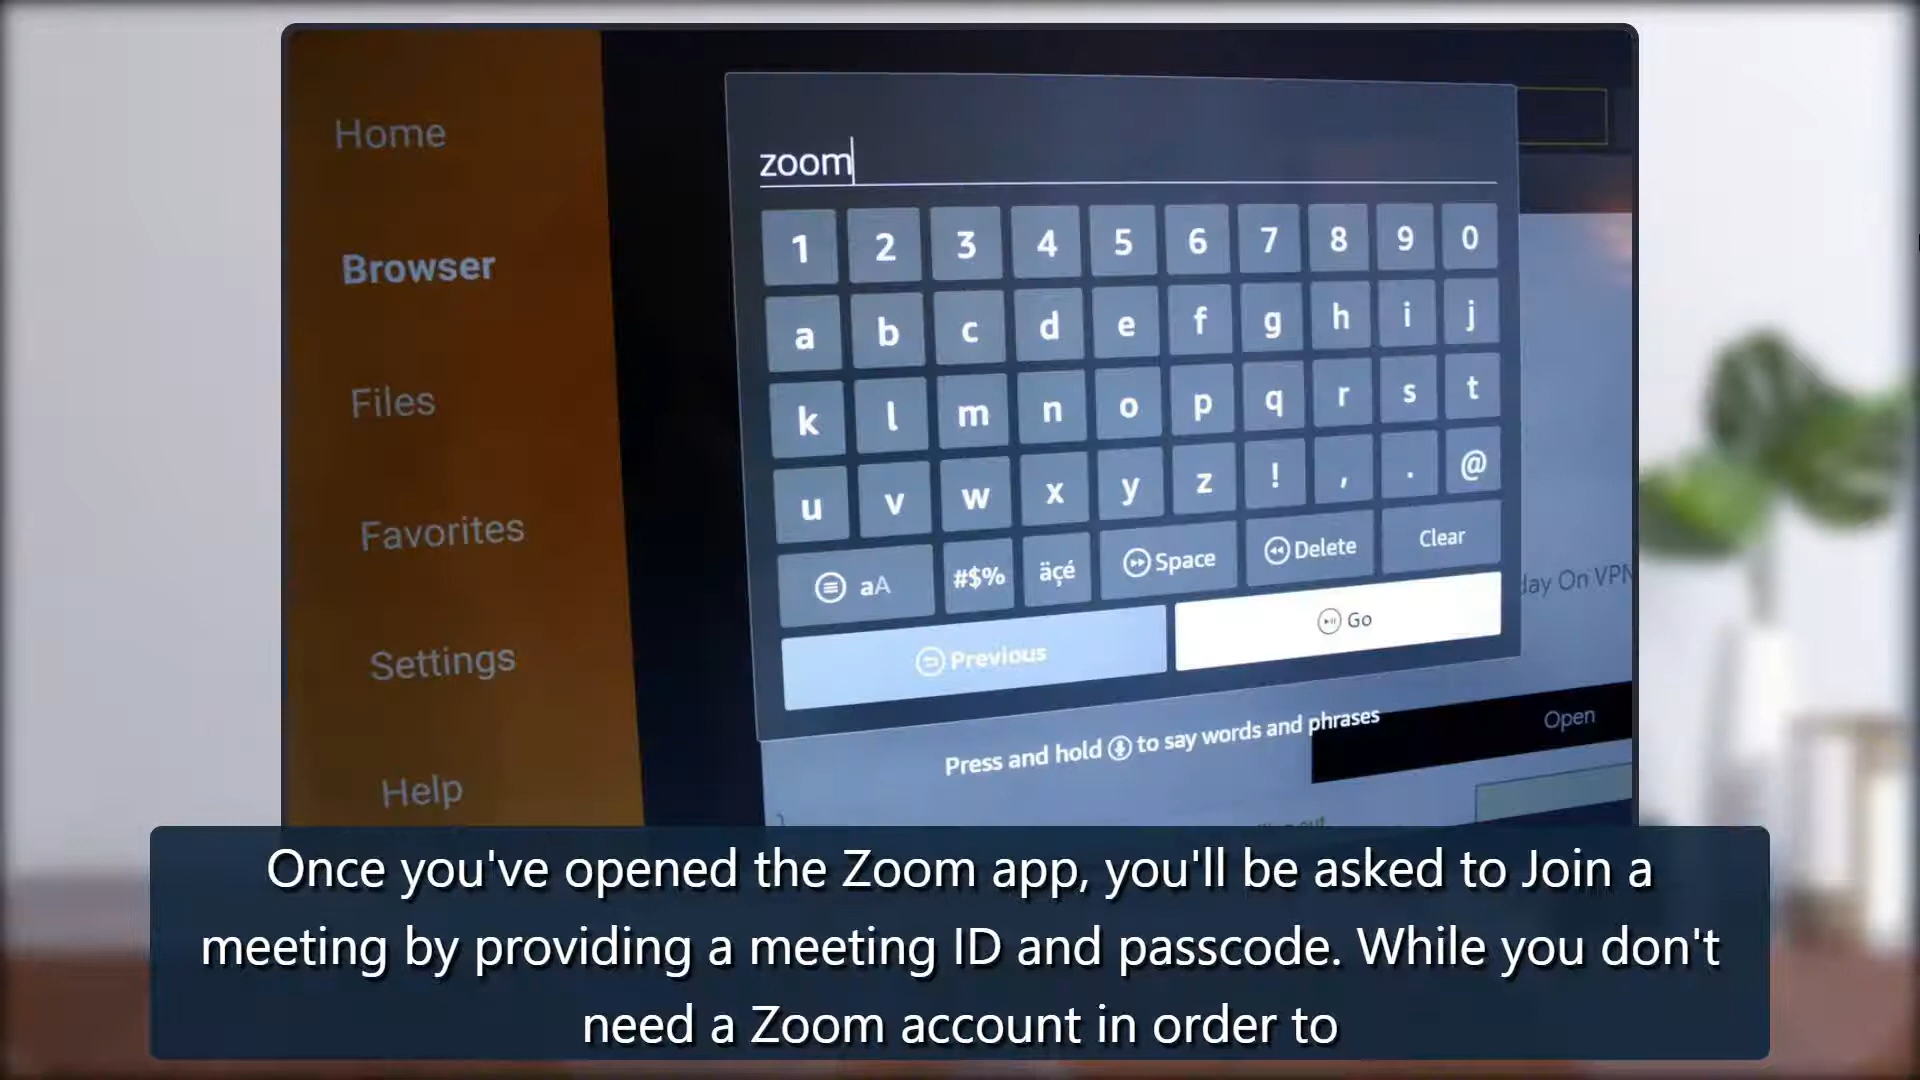 Home
Browser
Files
Favorites
Settings
Help
zoom
1 2 3 4 5 6 7 8 9 0
a b c d e f g h i j
k l m n o p q r s t
u v w x y z ! , . @
aA #$% äçé Space Delete Clear
Previous Go
day On VPN
Press and hold to say words and phrases
Open
Once you've opened the Zoom app, you'll be asked to Join a
meeting by providing a meeting ID and passcode. While you don't
need a Zoom account in order to